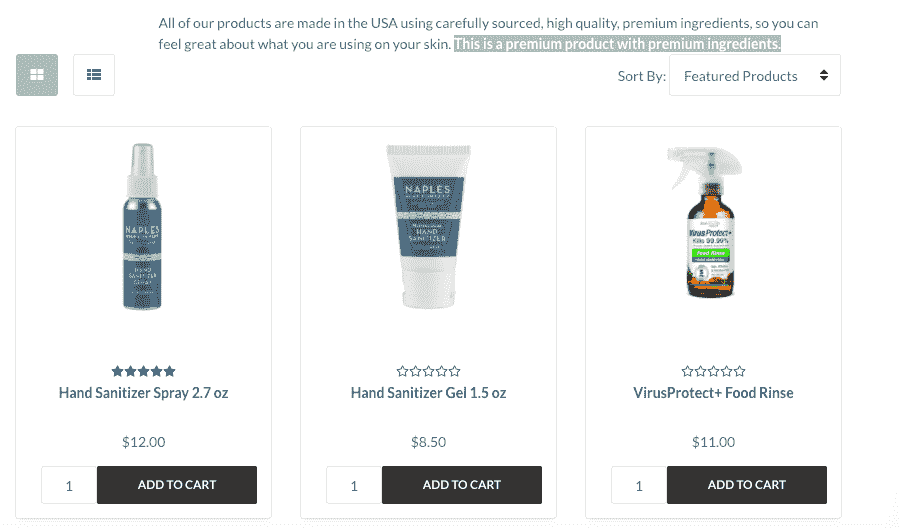 All of our products are made in the USA using carefully sourced, high quality, premium ingredients, so you can
feel great about what you are using on your skin. This is a premium product with premium ingredients.
Sort By: Featured Products
NAPLES
HAND
SANITIZER
SPRAY
NAPLES
HAND
SANITIZER
VirusProtect+
Kills 99.99%
Food Rinse
Hand Sanitizer Spray 2.7 oz
Hand Sanitizer Gel 1.5 oz
VirusProtect+ Food Rinse
$12.00
$8.50
$11.00
1 ADD TO CART
1 ADD TO CART
1 ADD TO CART